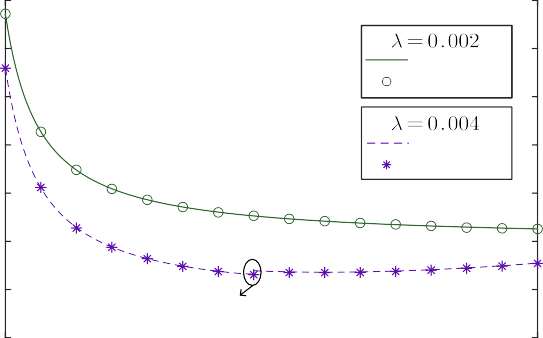 λ = 0.002
λ = 0.004